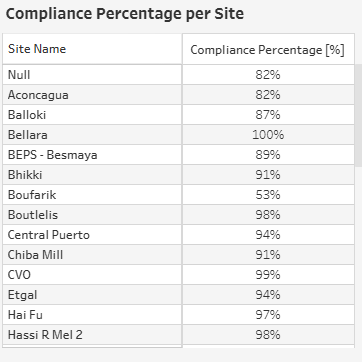 Compliance Percentage per Site
Site Name Compliance Percentage [%]
Null 82%
Aconcagua 82%
Balloki 87%
Bellara 100%
BEPS - Besmaya 89%
Bhikki 91%
Boufarik 53%
Boutlelis 98%
Central Puerto 94%
Chiba Mill 91%
CVO 99%
Etgal 94%
Hai Fu 97%
Hassi R Mel 2 98%